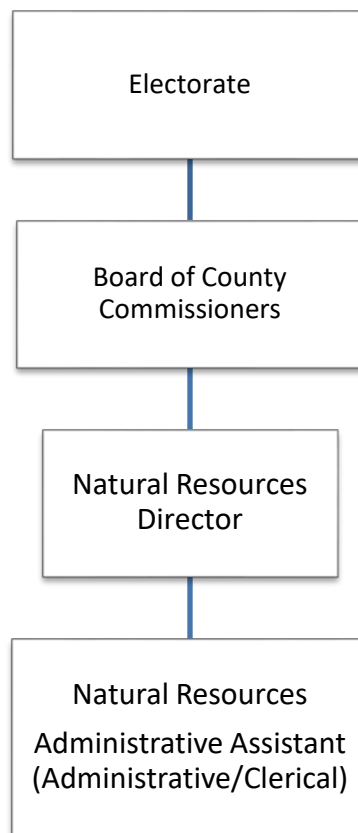 Electorate
Board of County
Commissioners
Natural Resources
Director
Natural Resources
Administrative Assistant
(Administrative/Clerical)